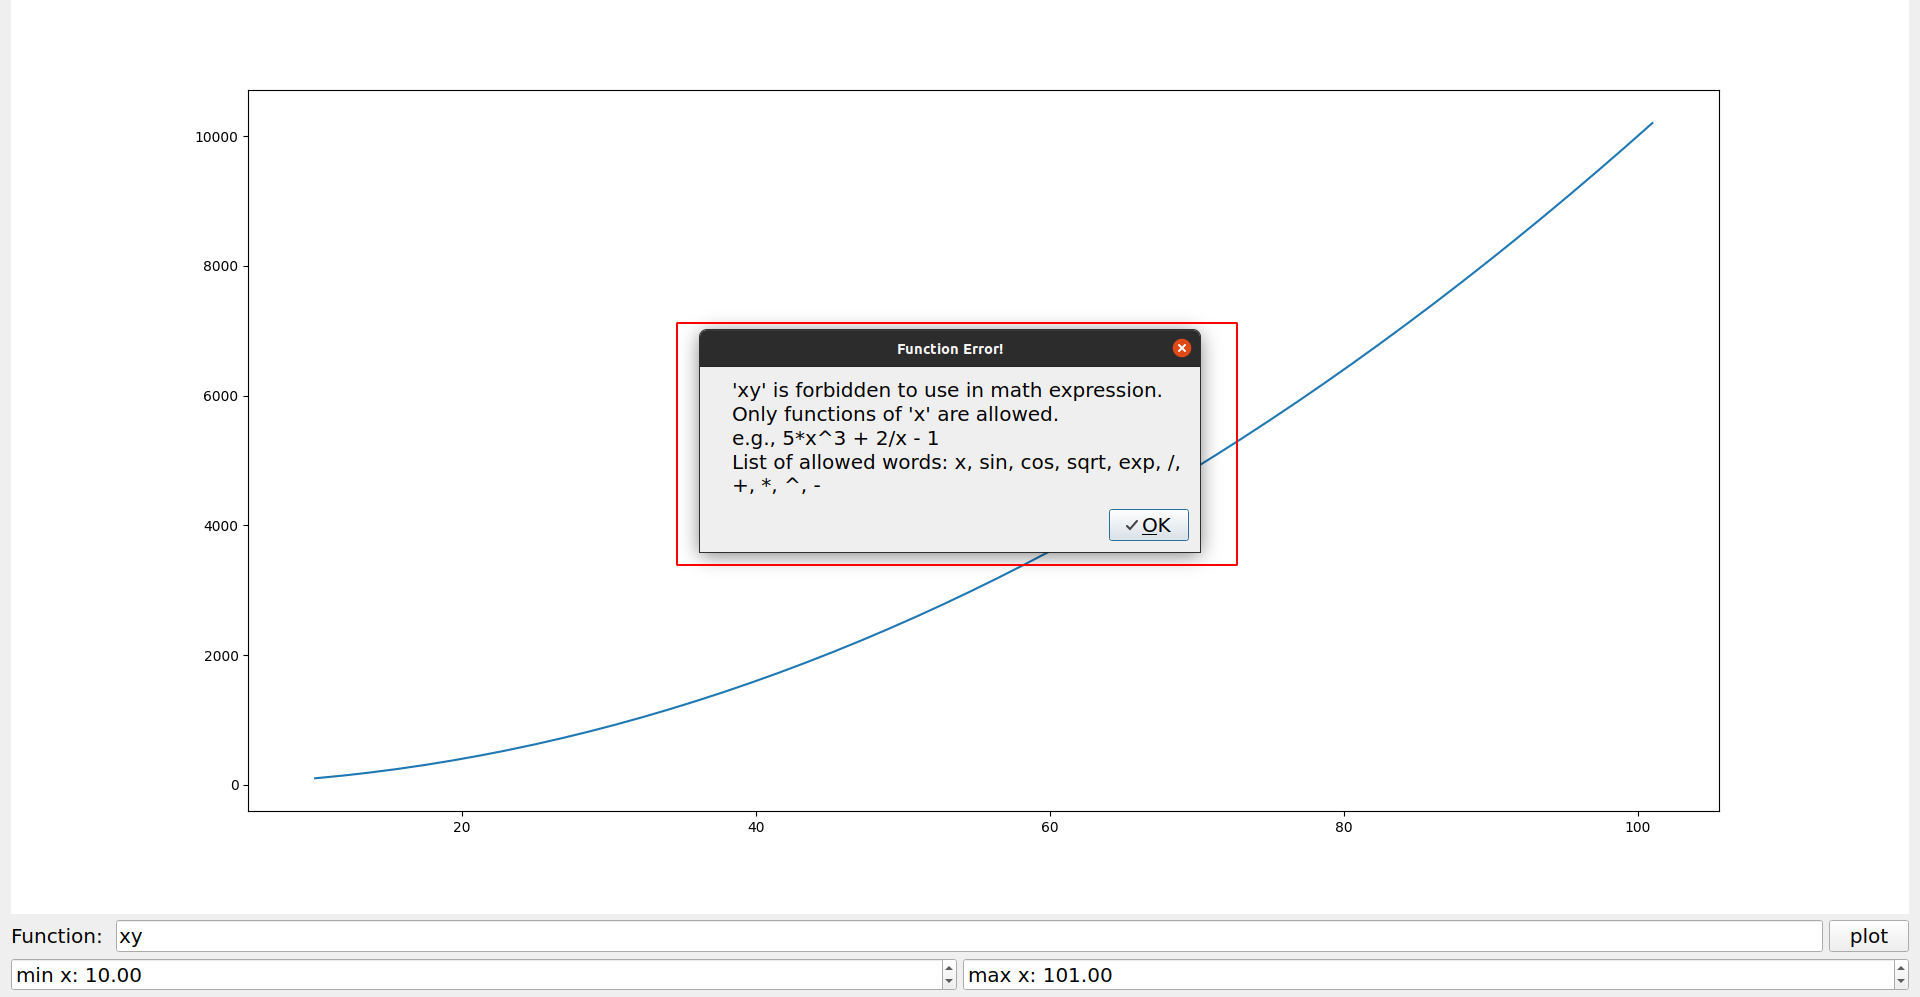 10000
8000
6000
4000
2000
0
20 40 60 80 100
Function Error!
'xy' is forbidden to use in math expression.
Only functions of 'x' are allowed.
e.g., 5*x^3 + 2/x - 1
List of allowed words: x, sin, cos, sqrt, exp, /,
+, *, ^, -
OK
Function: xy plot
min x: 10.00 max x: 101.00